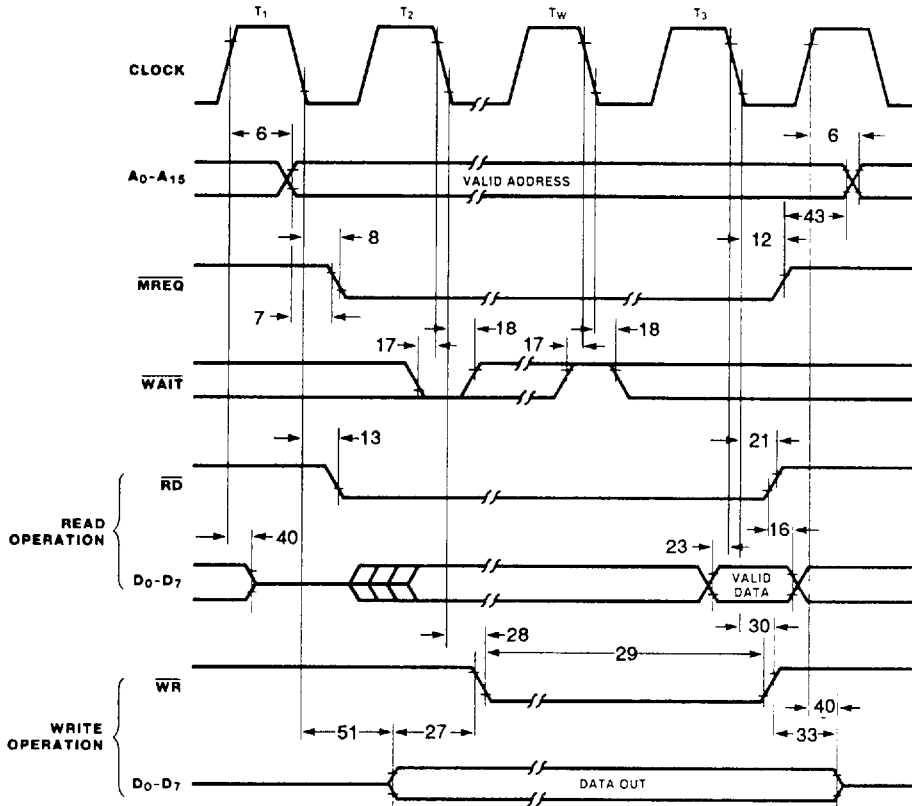 T1 T2 TW T3
CLOCK
6 6
A0-A15 VALID ADDRESS
43
8 12
MREQ
7
18 18
17 17
WAIT
13 21
RD
READ OPERATION
40 23 16
D0-D7 VALID DATA
28 30
29
WR
WRITE OPERATION
51 27 40
33
D0-D7 DATA OUT